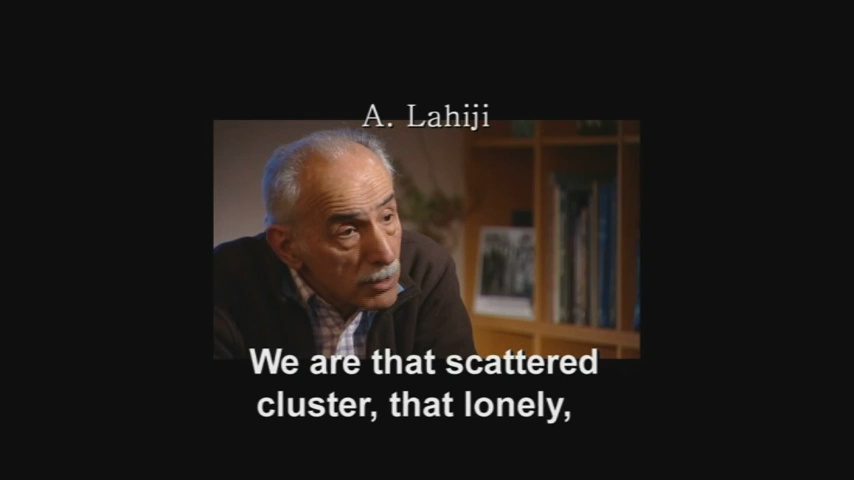 A. Lahiji
We are that scattered
cluster, that lonely,